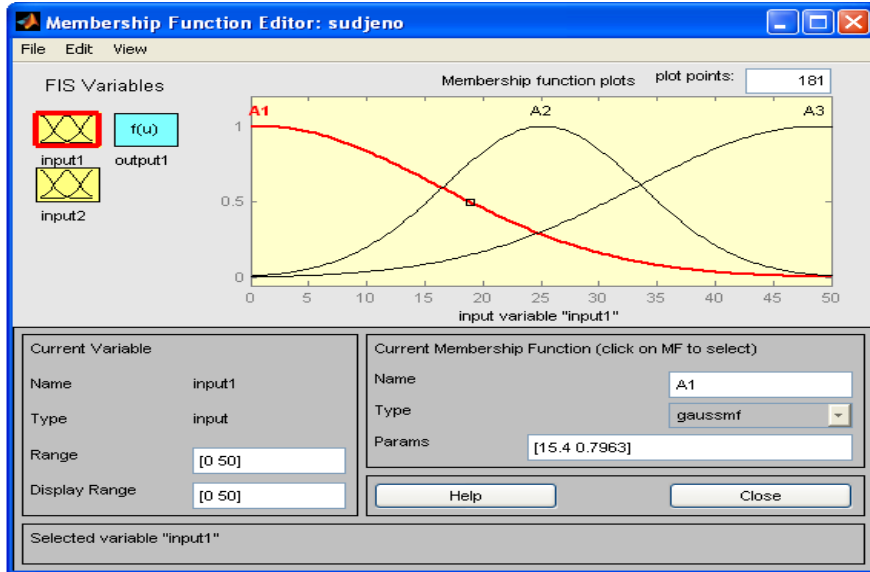 Membership Function Editor: sudjeno
File Edit View
FIS Variables
Membership function plots plot points: 181
f(u)
input1 output1
input2
A1 A2 A3
1
0.5
0
0 5 10 15 20 25 30 35 40 45 50
input variable "input1"
Current Variable
Name input1
Type input
Range [0 50]
Display Range [0 50]
Current Membership Function (click on MF to select)
Name A1
Type gaussmf
Params [15.4 0.7963]
Help Close
Selected variable "input1"